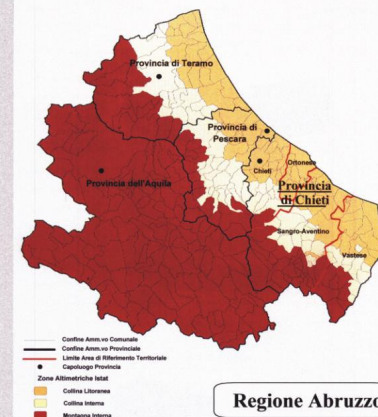 Provincia di Teramo
Provincia di
Pescara
Chieti
Ortonese
Provincia dell'Aquila
Provincia
di Chieti
Sangro-Aventino
Vastese
Confine Amm.vo Comunale
Confine Amm.vo Provinciale
Limite Area di Riferimento Territoriale
Capoluogo Provincia
Zone Altimetriche Istat
Collina Litoranea
Collina Interna
Montagna Interna
Regione Abruzzo